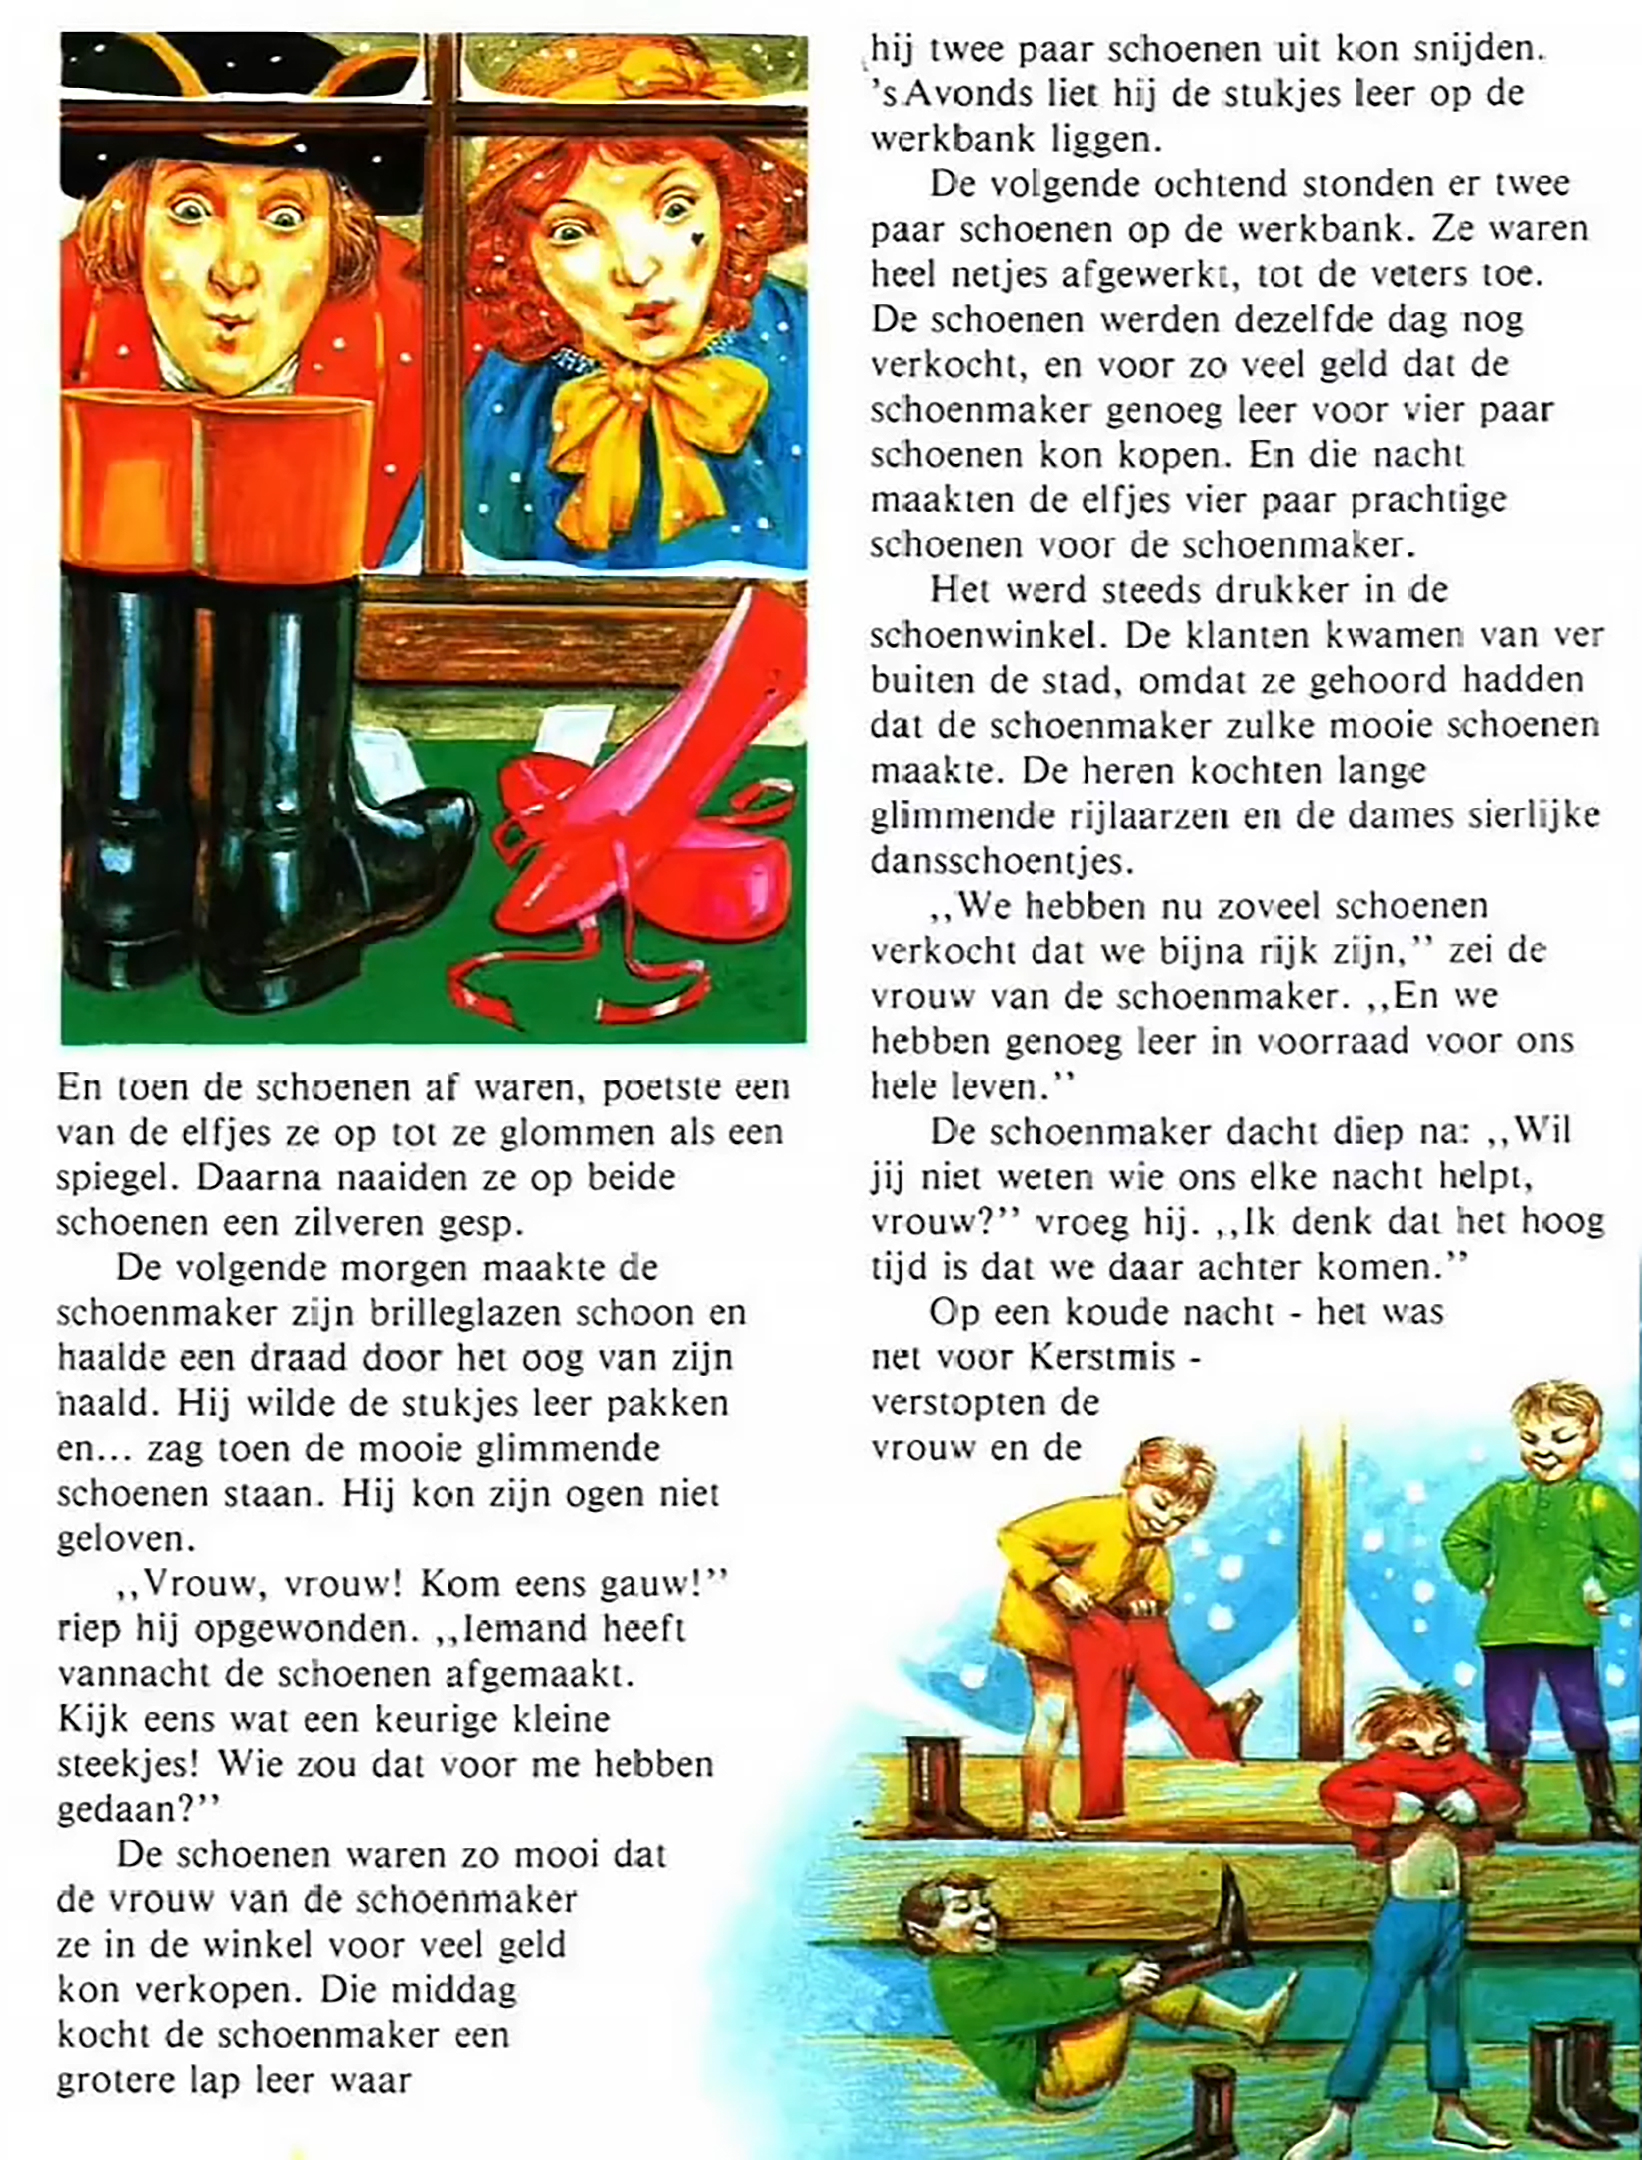 En toen de schoenen af waren, poetste een
van de elfjes ze op tot ze glommen als een
spiegel. Daarna naaiden ze op beide
schoenen een zilveren gesp.
De volgende morgen maakte de
schoenmaker zijn brilleglazen schoon en
haalde een draad door het oog van zijn
naald. Hij wilde de stukjes leer pakken
en... zag toen de mooie glimmende
schoenen staan. Hij kon zijn ogen niet
geloven.
,,Vrouw, vrouw! Kom eens gauw!’’
riep hij opgewonden. ,,Iemand heeft
vannacht de schoenen afgemaakt.
Kijk eens wat een keurige kleine
steekjes! Wie zou dat voor me hebben
gedaan?’’
De schoenen waren zo mooi dat
de vrouw van de schoenmaker
ze in de winkel voor veel geld
kon verkopen. Die middag
kocht de schoenmaker een
grotere lap leer waar
hij twee paar schoenen uit kon snijden.
’s Avonds liet hij de stukjes leer op de
werkbank liggen.
De volgende ochtend stonden er twee
paar schoenen op de werkbank. Ze waren
heel netjes afgewerkt, tot de veters toe.
De schoenen werden dezelfde dag nog
verkocht, en voor zo veel geld dat de
schoenmaker genoeg leer voor vier paar
schoenen kon kopen. En die nacht
maakten de elfjes vier paar prachtige
schoenen voor de schoenmaker.
Het werd steeds drukker in de
schoenwinkel. De klanten kwamen van ver
buiten de stad, omdat ze gehoord hadden
dat de schoenmaker zulke mooie schoenen
maakte. De heren kochten lange
glimmende rijlaarzen en de dames sierlijke
dansschoentjes.
,,We hebben nu zoveel schoenen
verkocht dat we bijna rijk zijn,’’ zei de
vrouw van de schoenmaker. ,,En we
hebben genoeg leer in voorraad voor ons
hele leven.’’
De schoenmaker dacht diep na: ,,Wil
jij niet weten wie ons elke nacht helpt,
vrouw?’’ vroeg hij. ,,Ik denk dat het hoog
tijd is dat we daar achter komen.’’
Op een koude nacht - het was
net voor Kerstmis -
verstopten de
vrouw en de